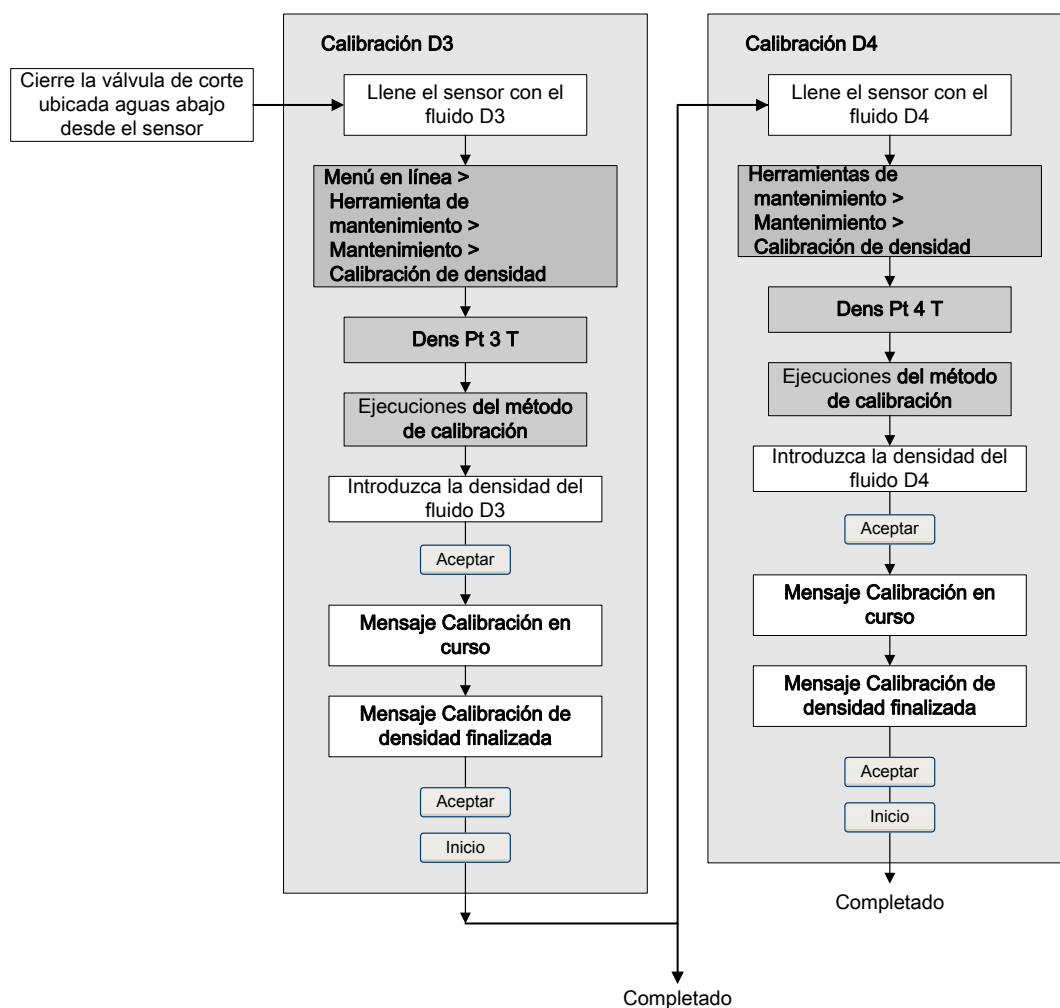 Cierre la válvula de corte
ubicada aguas abajo
desde el sensor
Calibración D3
Llene el sensor con el
fluido D3
Menú en línea >
Herramienta de
mantenimiento >
Mantenimiento >
Calibración de densidad
Dens Pt 3 T
Ejecuciones del método
de calibración
Introduzca la densidad del
fluido D3
Aceptar
Mensaje Calibración en
curso
Mensaje Calibración de
densidad finalizada
Aceptar
Inicio
Completado
Calibración D4
Llene el sensor con el
fluido D4
Herramientas de
mantenimiento >
Mantenimiento >
Calibración de densidad
Dens Pt 4 T
Ejecuciones del método
de calibración
Introduzca la densidad del
fluido D4
Aceptar
Mensaje Calibración en
curso
Mensaje Calibración de
densidad finalizada
Aceptar
Inicio
Completado